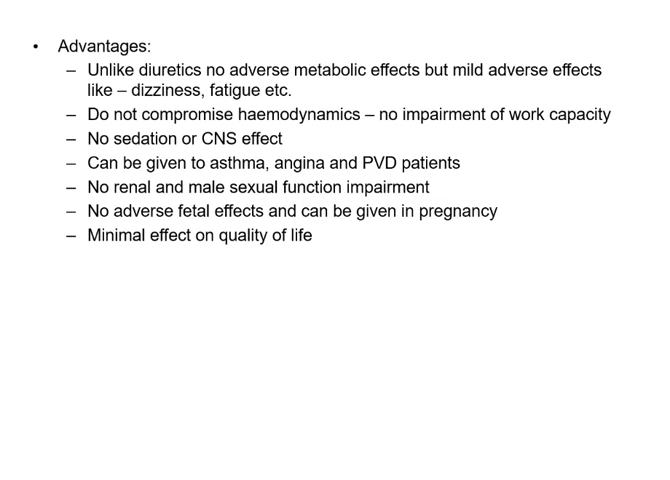 • Advantages:
– Unlike diuretics no adverse metabolic effects but mild adverse effects
like – dizziness, fatigue etc.
– Do not compromise haemodynamics – no impairment of work capacity
– No sedation or CNS effect
– Can be given to asthma, angina and PVD patients
– No renal and male sexual function impairment
– No adverse fetal effects and can be given in pregnancy
– Minimal effect on quality of life